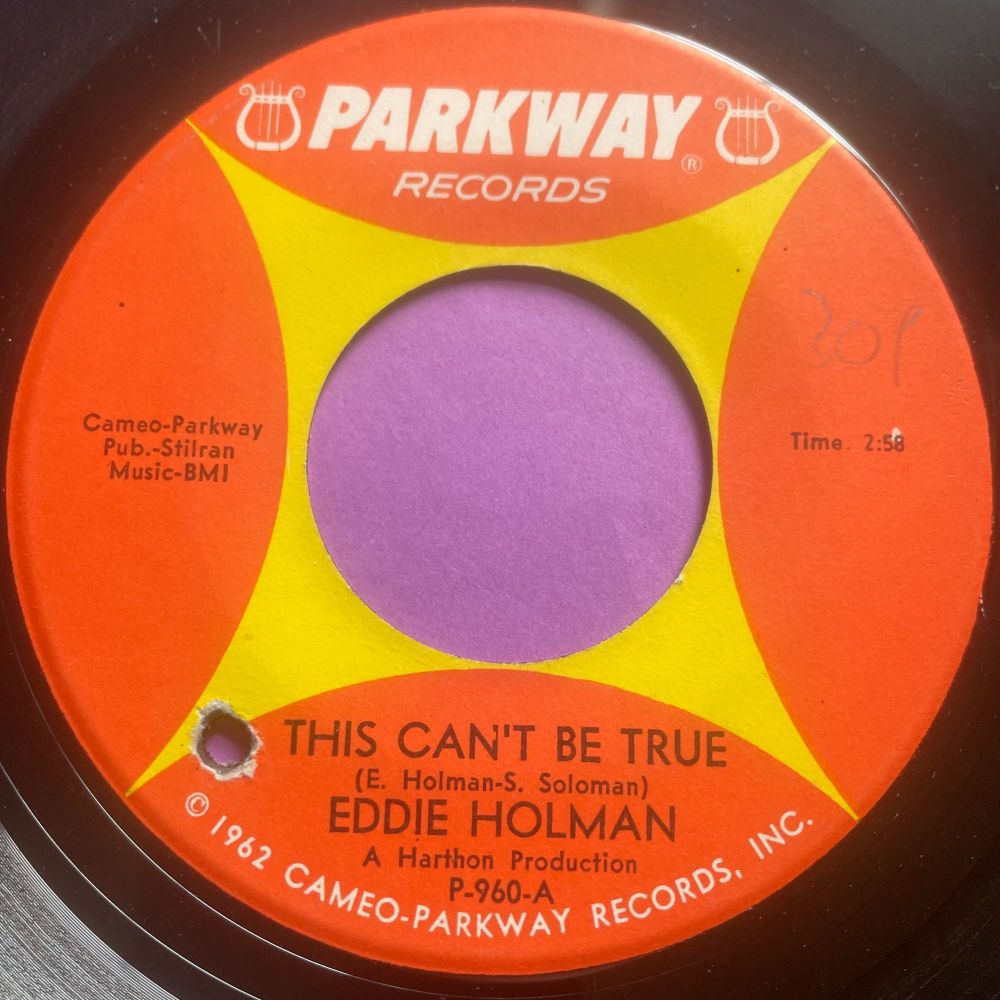 PARKWAY®
RECORDS
Cameo-Parkway
Pub.-Stilran
Music-BMI
Time. 2:58
THIS CAN'T BE TRUE
(E. Holman-S. Soloman)
EDDIE HOLMAN
A Harthon Production
P-960-A
© 1962 CAMEO-PARKWAY RECORDS, INC.